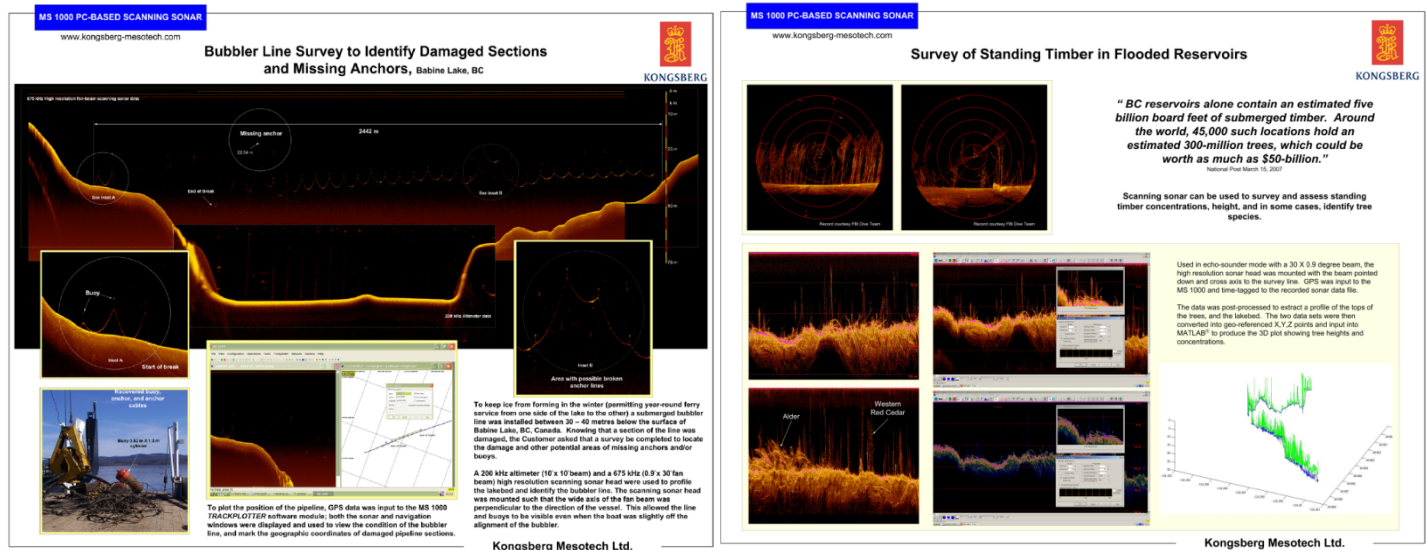 MS 1000 PC-BASED SCANNING SONAR
www.kongsberg-mesotech.com
Bubbler Line Survey to Identify Damaged Sections
and Missing Anchors, Babine Lake, BC
KONGSBERG
675 kHz High resolution fan-beam scanning sonar data
Missing anchor
2442 m
End of break
See Inset A
See Inset B
200 kHz Altimeter data
Buoy
Inset A
Start of break
Inset B
Area with possible broken
anchor lines
Recovered buoy,
anchor, and anchor
cables
To plot the position of the pipeline, GPS data was input to the MS 1000
TRACKPLOTTER software module; both the sonar and navigation
windows were displayed and used to view the condition of the bubbler
line, and mark the geographic coordinates of damaged pipeline sections.
To keep ice from forming in the winter (permitting year-round ferry
service from one side of the lake to the other) a submerged bubbler
line was installed between 30 – 40 metres below the surface of
Babine Lake, BC, Canada. Knowing that a section of the line was
damaged, the Customer asked that a survey be completed to locate
the damage and other potential areas of missing anchors and/or
buoys.
A 200 kHz altimeter (10˚x 10˚beam) and a 675 kHz (0.9˚x 30˚fan
beam) high resolution scanning sonar head were used to profile
the lakebed and identify the bubbler line. The scanning sonar head
was mounted such that the wide axis of the fan beam was
perpendicular to the direction of the vessel. This allowed the line
and buoys to be visible even when the boat was slightly off the
alignment of the bubbler.
Kongsberg Mesotech Ltd.
MS 1000 PC-BASED SCANNING SONAR
www.kongsberg-mesotech.com
Survey of Standing Timber in Flooded Reservoirs
KONGSBERG
Record courtesy FBI Dive Team
Record courtesy FBI Dive Team
“ BC reservoirs alone contain an estimated five
billion board feet of submerged timber. Around
the world, 45,000 such locations hold an
estimated 300-million trees, which could be
worth as much as $50-billion.”
National Post March 15, 2007
Scanning sonar can be used to survey and assess standing
timber concentrations, height, and in some cases, identify tree
species.
Used in echo-sounder mode with a 30 X 0.9 degree beam, the
high resolution sonar head was mounted with the beam pointed
down and cross axis to the survey line. GPS was input to the
MS 1000 and time-tagged to the recorded sonar data file.
The data was post-processed to extract a profile of the tops of
the trees, and the lakebed. The two data sets were then
converted into geo-referenced X,Y,Z points and input into
MATLAB® to produce the 3D plot showing tree heights and
concentrations.
Alder
Western
Red Cedar
Kongsberg Mesotech Ltd.